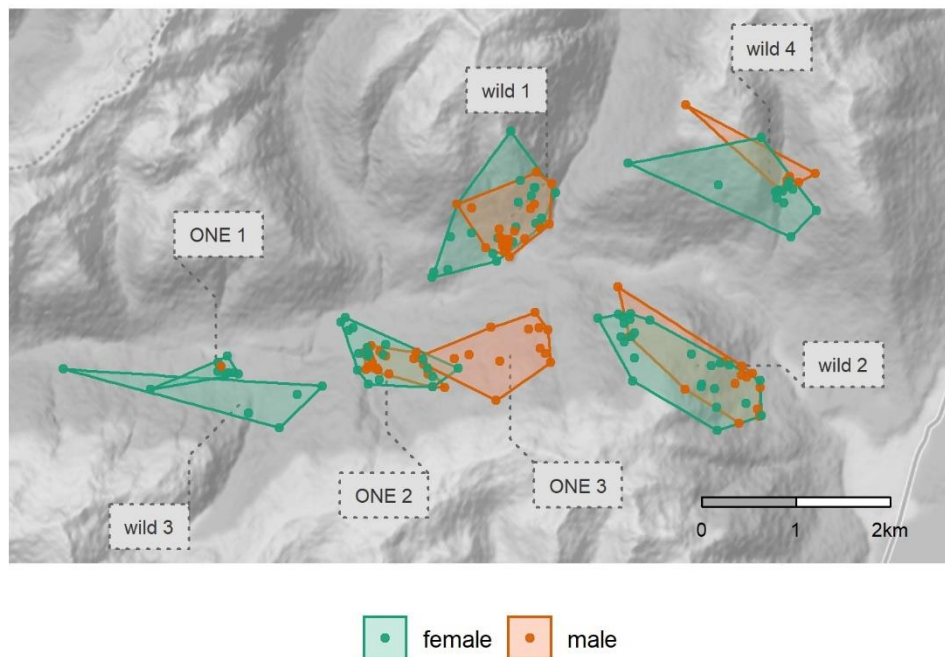 wild 4
wild 1
ONE 1
wild 2
ONE 2
ONE 3
wild 3
0 1 2km
female male